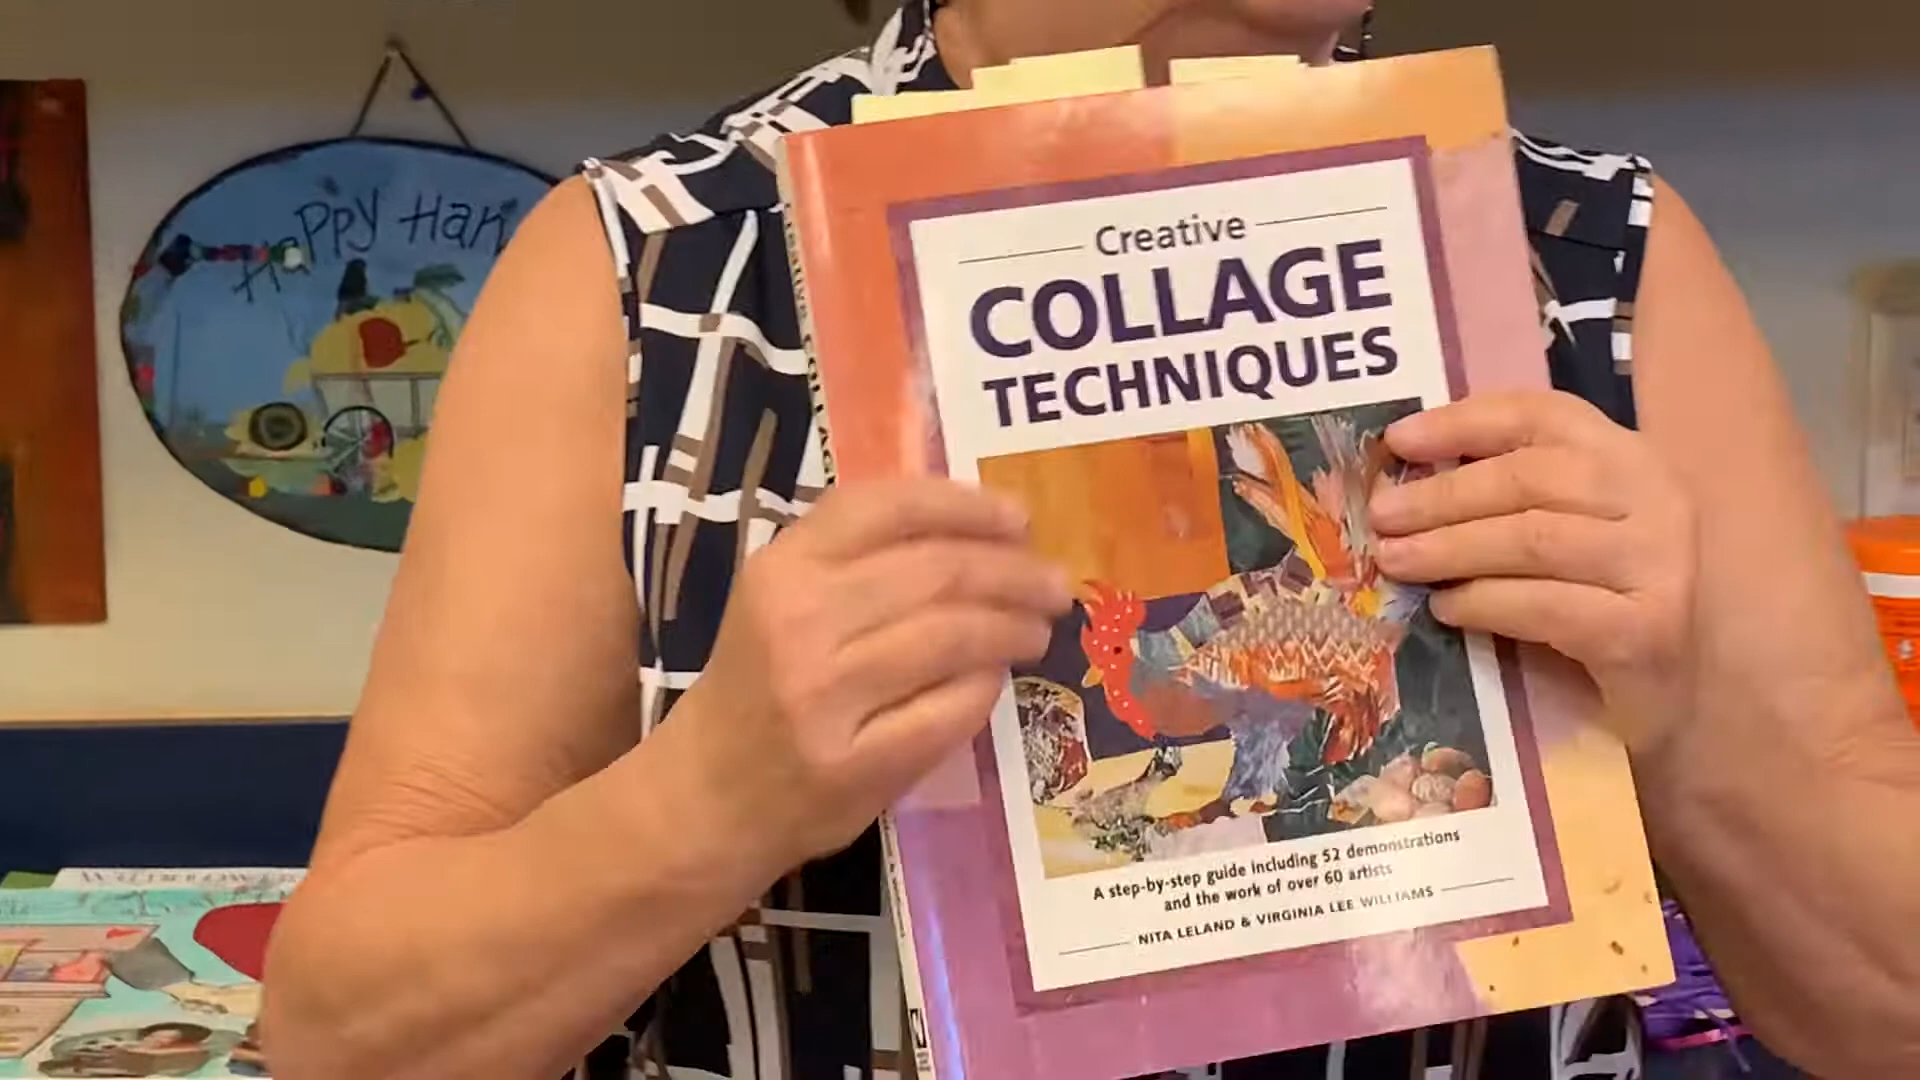 Happy Har
Creative
COLLAGE
TECHNIQUES
A step-by-step guide including 52 demonstrations
and the work of over 60 artists
NITA LELAND & VIRGINIA LEE WILLIAMS